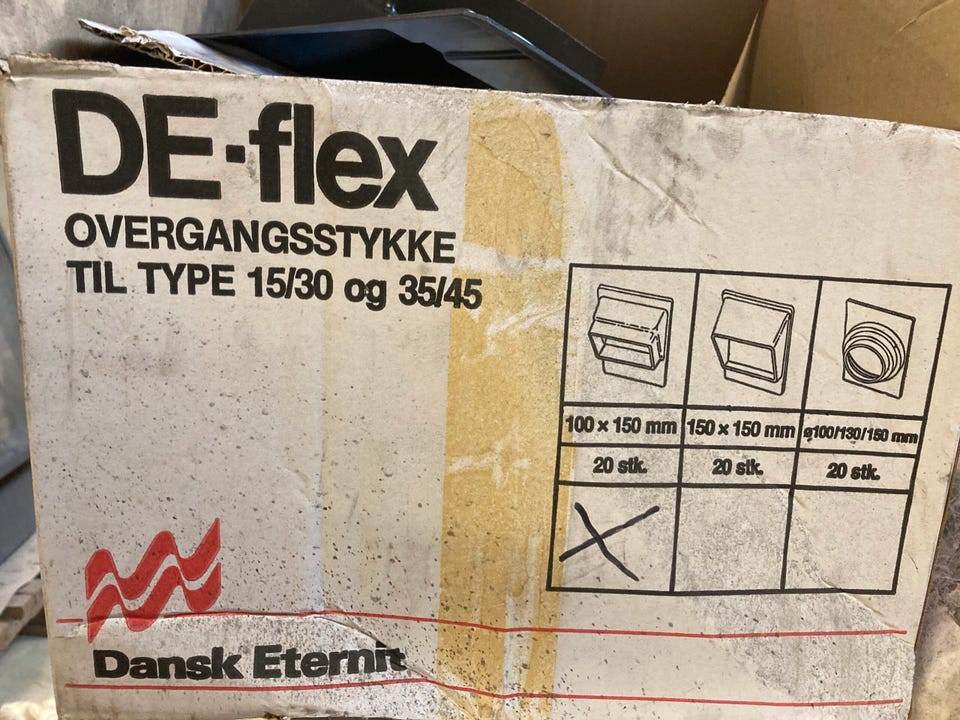 DE-flex
OVERGANGSSTYKKE
TIL TYPE 15/30 og 35/45
100 x 150 mm 150 x 150 mm ø100/130/150 mm
20 stk. 20 stk. 20 stk.
Dansk Eternit